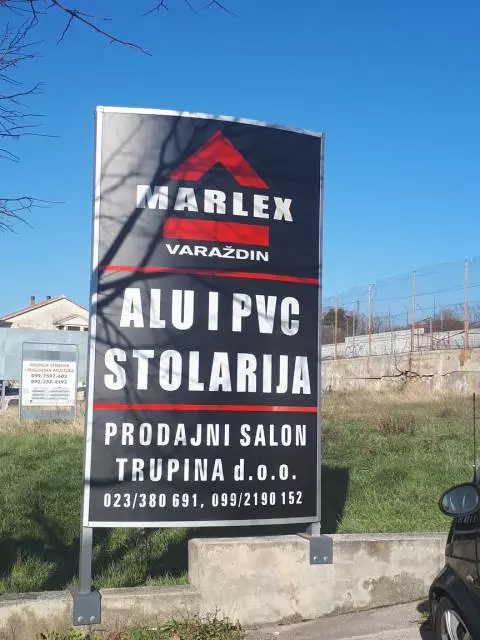 MARLEX
VARAŽDIN
ALU I PVC
STOLARIJA
PRODAJNI SALON
TRUPINA d.o.o.
023/380 691, 099/2190 152